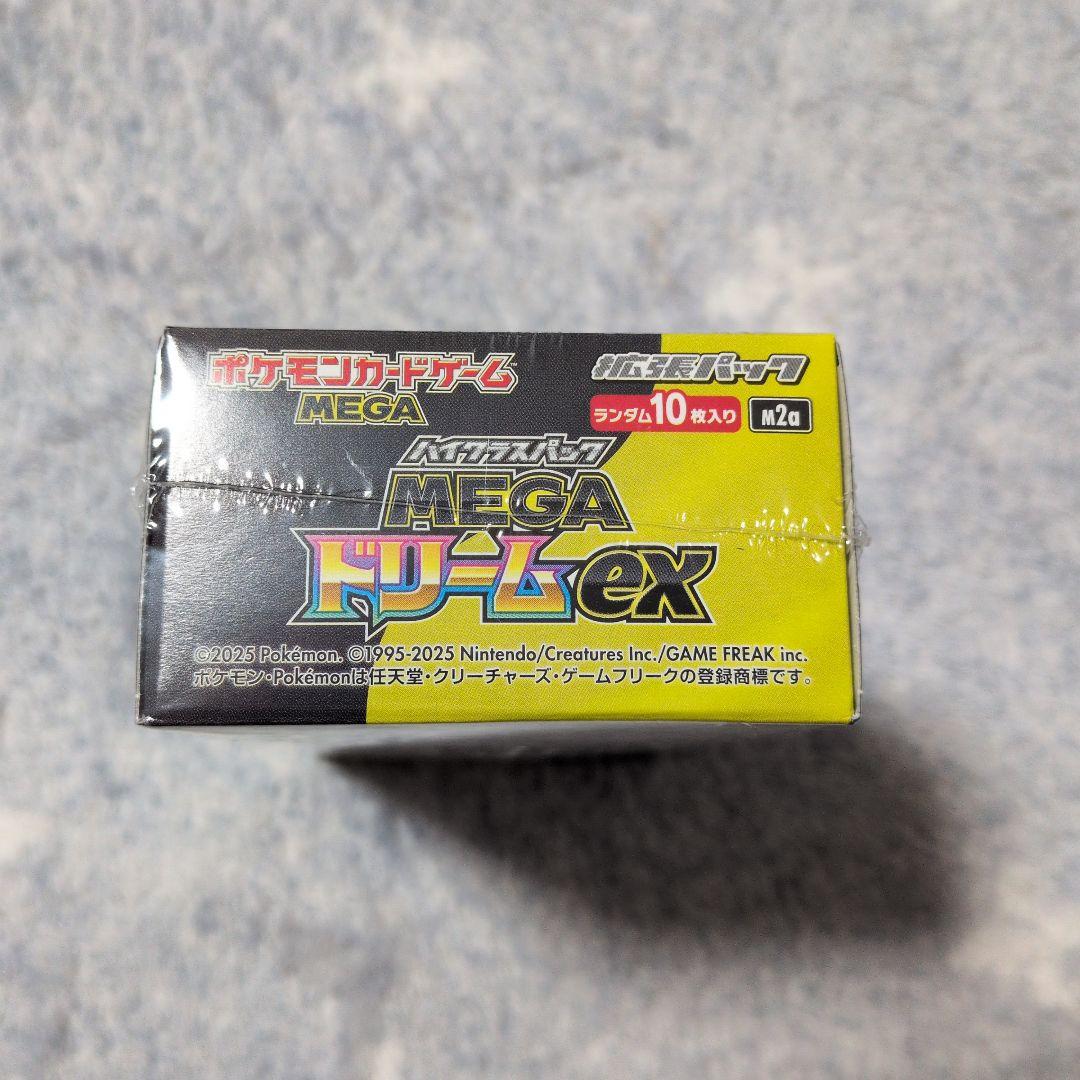 ポケモンカードゲーム
MEGA
拡張パック
ランダム10枚入り M2a
ハイクラスパック
MEGA
ドリームex
©2025 Pokémon. ©1995-2025 Nintendo/Creatures Inc./GAME FREAK inc.
ポケモン・Pokémonは任天堂・クリーチャーズ・ゲームフリークの登録商標です。